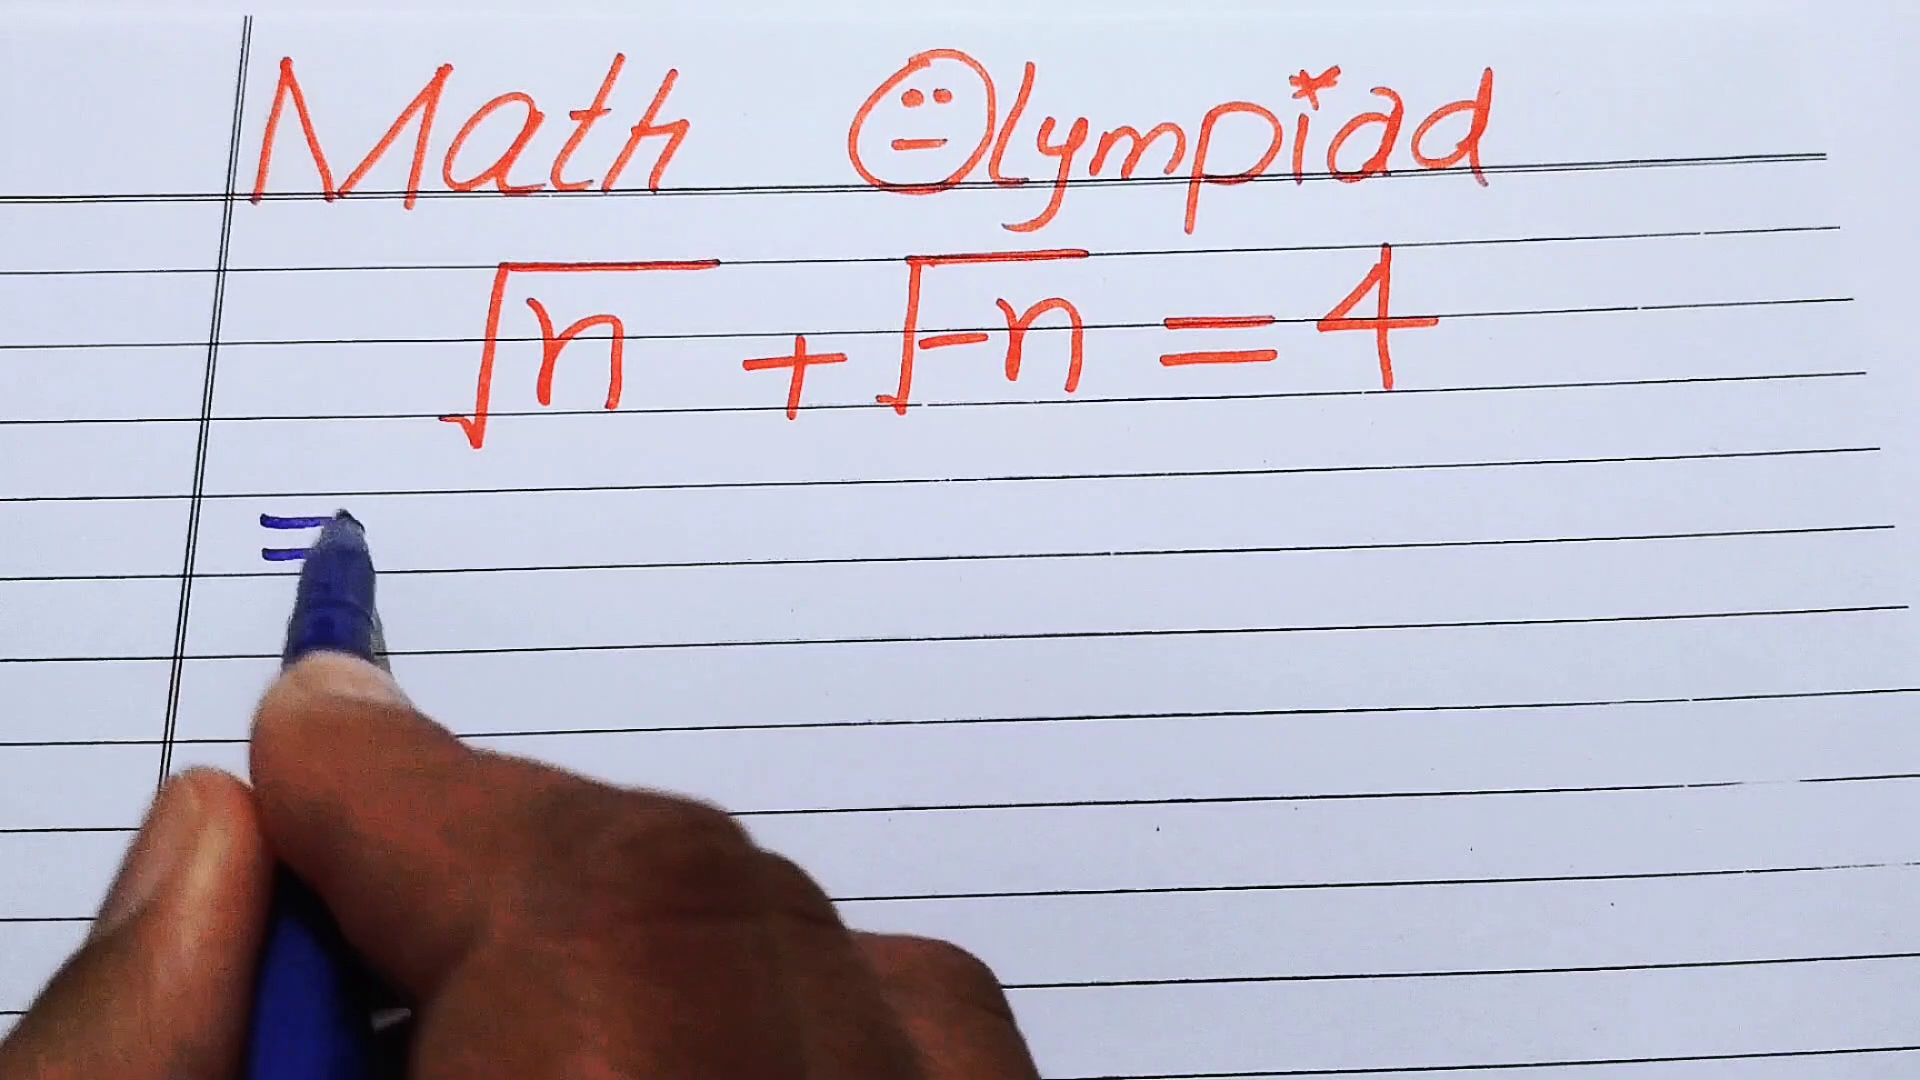 Math Olympiad
√n + √-n = 4
=